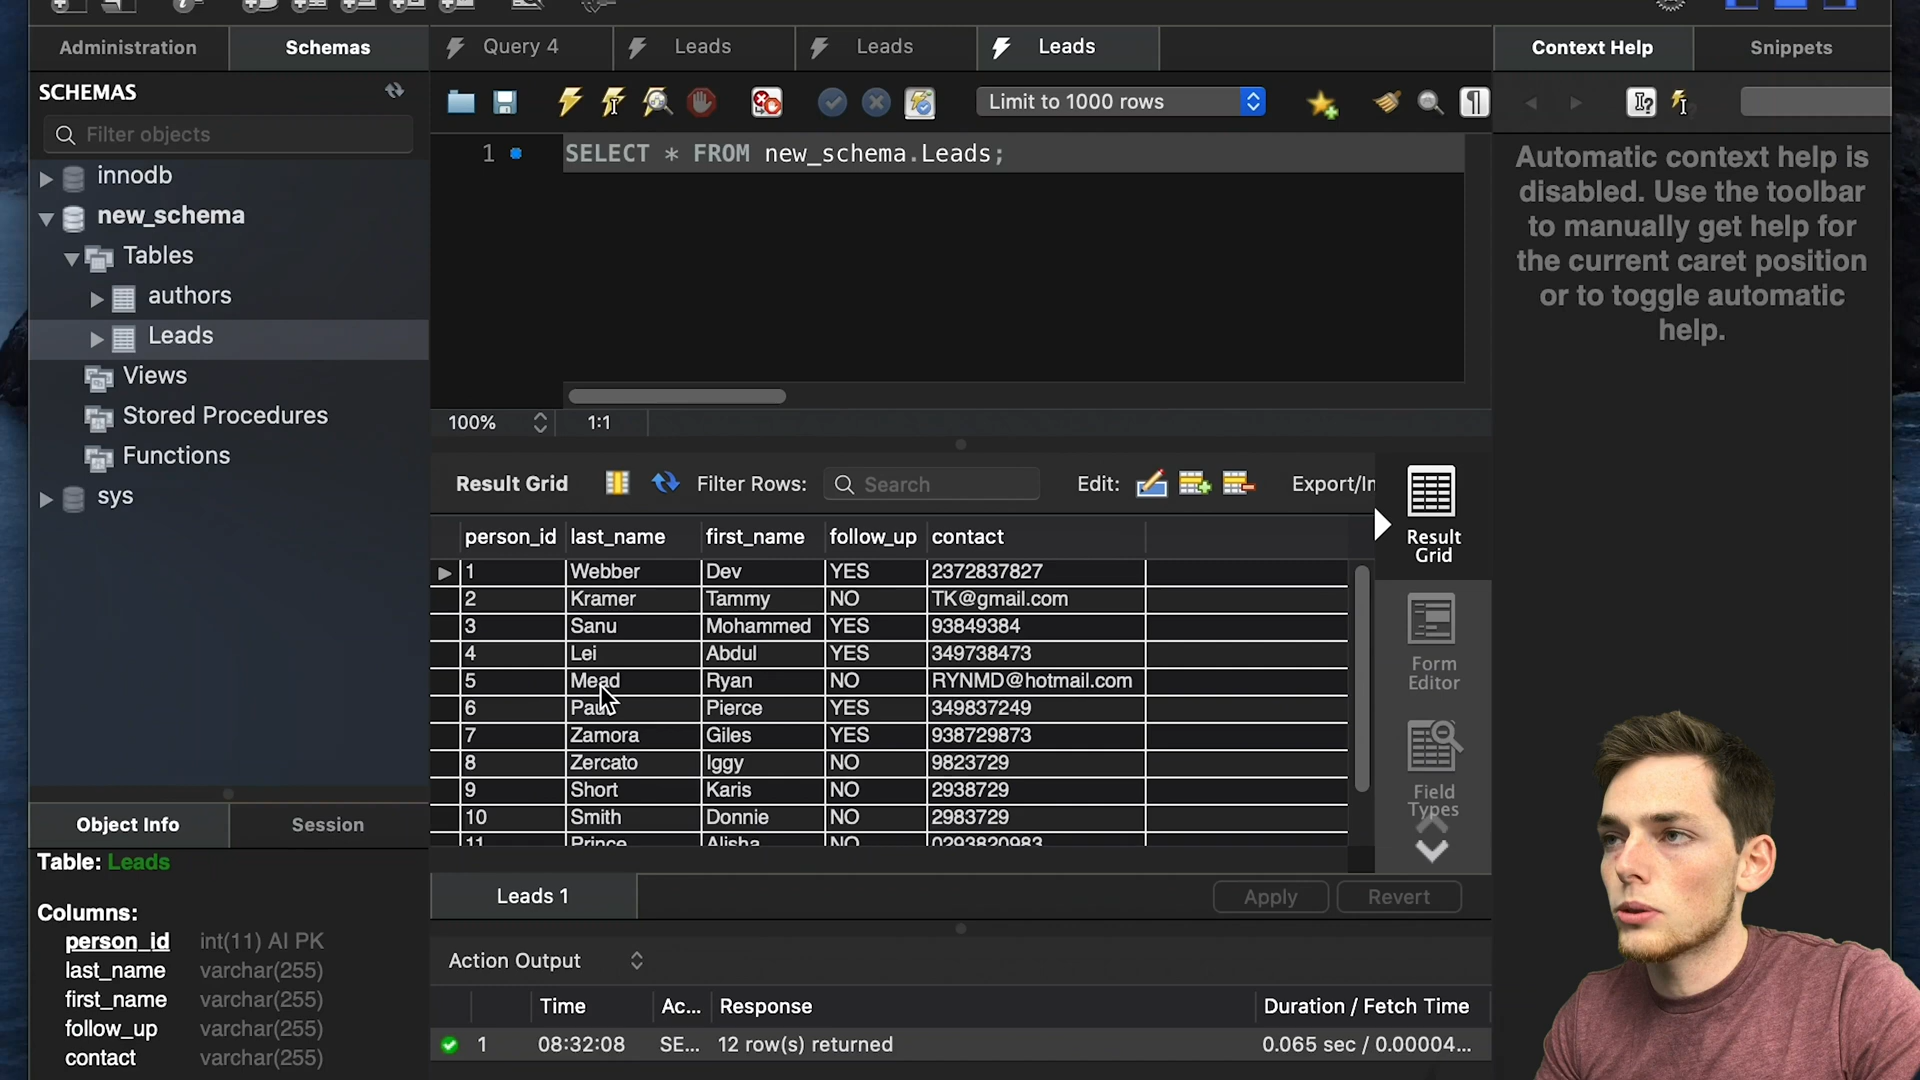 Administration
Schemas
Query 4
Leads
Leads
Leads
Context Help
Snippets
SCHEMAS
Filter objects
innodb
new_schema
Tables
authors
Leads
Views
Stored Procedures
Functions
sys
Limit to 1000 rows
1
SELECT * FROM new_schema.Leads;
Automatic context help is
disabled. Use the toolbar
to manually get help for
the current caret position
or to toggle automatic
help.
100%
1:1
Result Grid
Filter Rows:
Search
Edit:
Export/In
person_id last_name first_name follow_up contact
1 Webber Dev YES 2372837827
2 Kramer Tammy NO TK@gmail.com
3 Sanu Mohammed YES 93849384
4 Lei Abdul YES 349738473
5 Mead Ryan NO RYNMD@hotmail.com
6 Pierce YES 349837249
7 Zamora Giles YES 938729873
8 Zercato Iggy NO 9823729
9 Short Karis NO 2938729
10 Smith Donnie NO 2983729
11 Prince Alisha NO 0293820983
Result
Grid
Form
Editor
Field
Types
Leads 1
Apply
Revert
Object Info
Session
Table: Leads
Columns:
person_id int(11) AI PK
last_name varchar(255)
first_name varchar(255)
follow_up varchar(255)
contact varchar(255)
Action Output
Time Ac... Response Duration / Fetch Time
1 08:32:08 SE... 12 row(s) returned 0.065 sec / 0.00004...